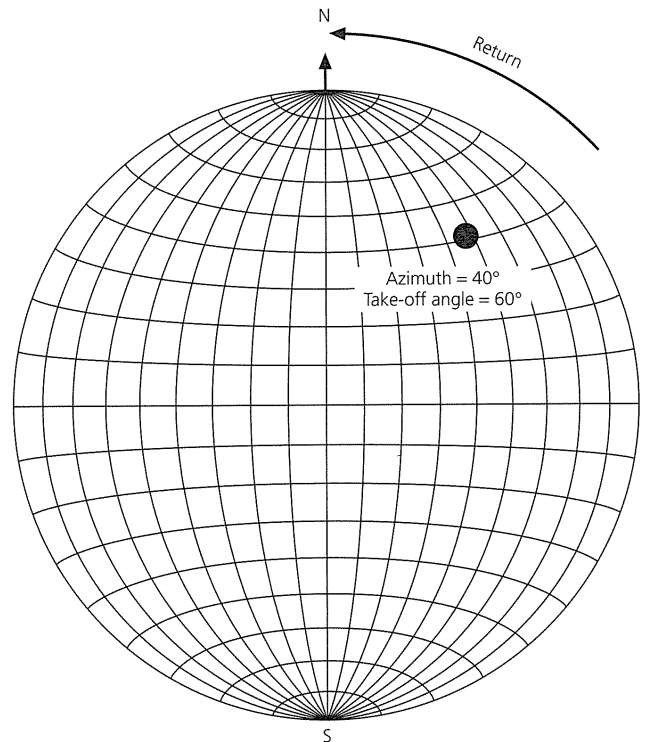 N
Return
Azimuth = 40°
Take-off angle = 60°
S